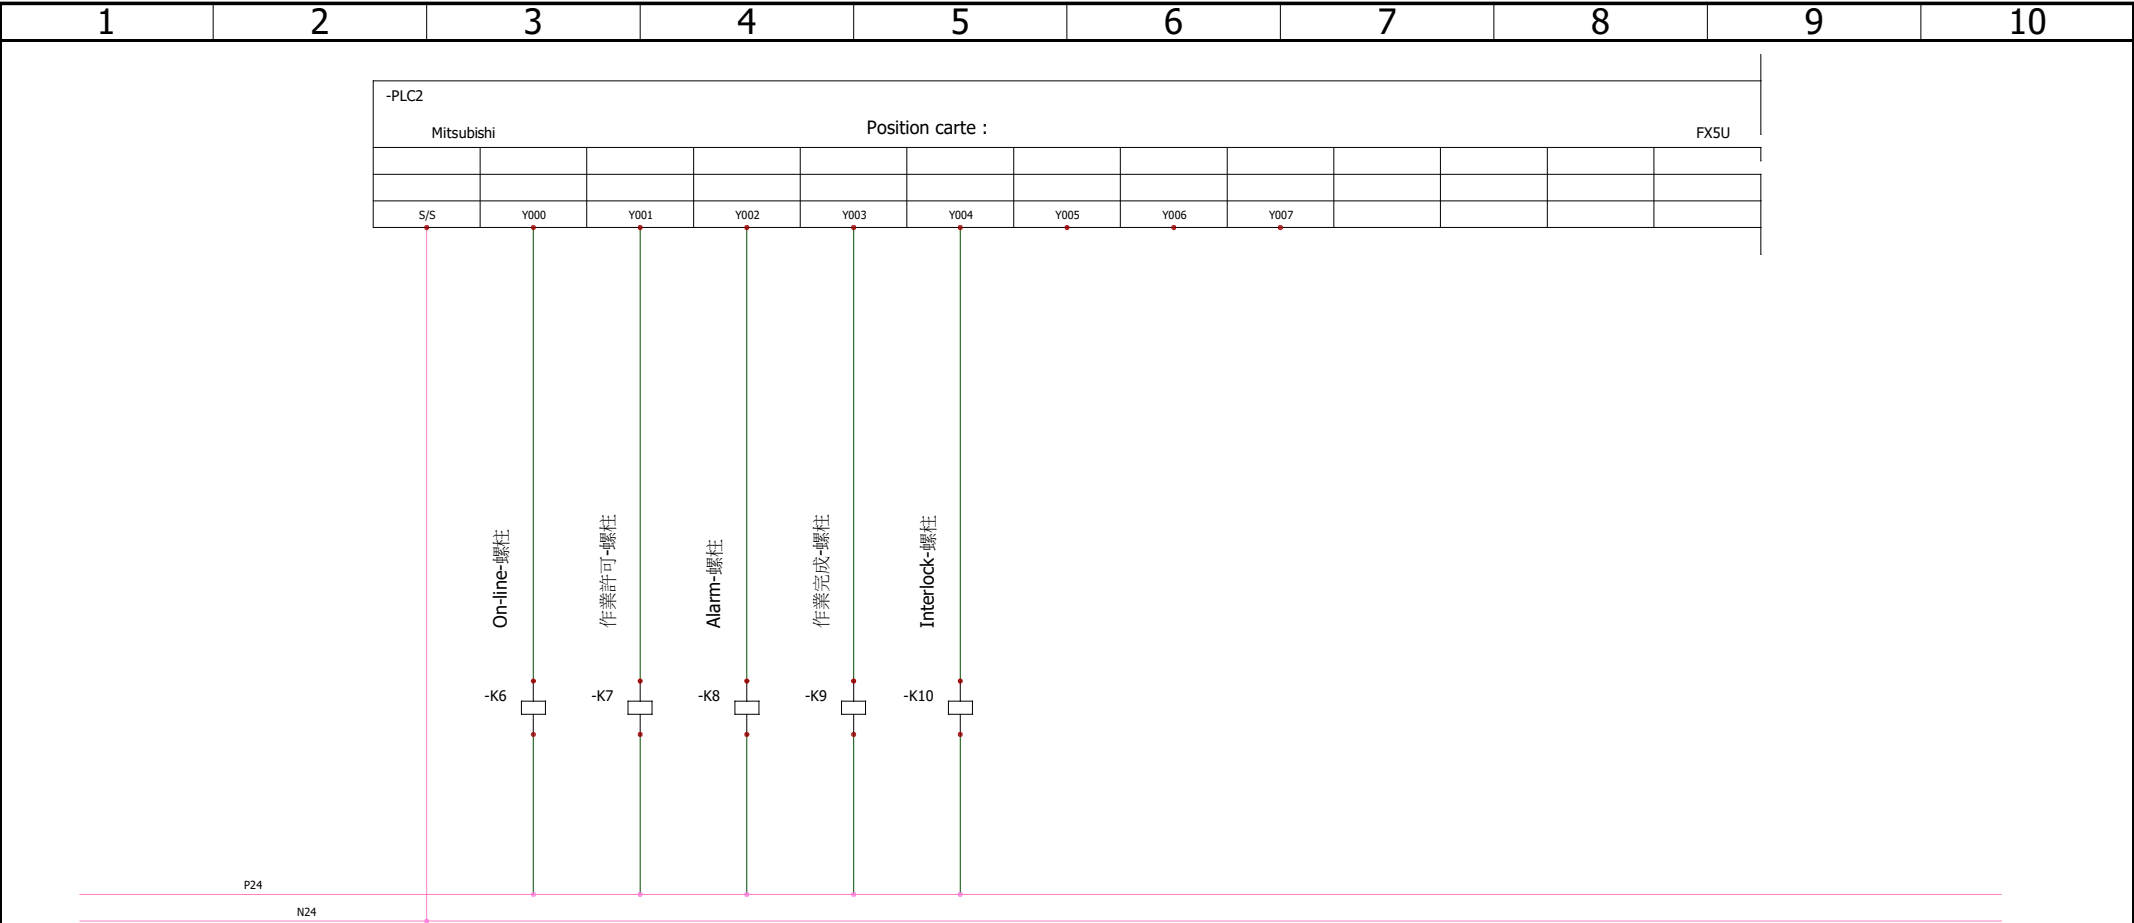 1 2 3 4 5 6 7 8 9 10
-PLC2
Mitsubishi Position carte : FX5U
S/S Y000 Y001 Y002 Y003 Y004 Y005 Y006 Y007
On-line-螺柱
作業許可-螺柱
Alarm-螺柱
作業完成-螺柱
Interlock-螺柱
-K6 -K7 -K8 -K9 -K10
P24
N24